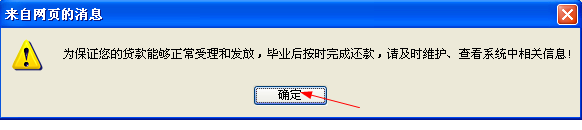 来自网页的消息
为保证您的贷款能够正常受理和发放，毕业后按时完成还款，请及时维护、查看系统中相关信息！
确定